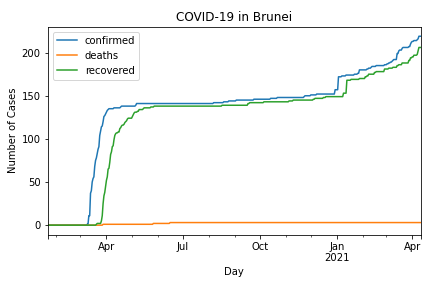 COVID-19 in Brunei
confirmed
deaths
recovered
Number of Cases
200
150
100
50
0
Apr
Jul
Oct
Jan
2021
Apr
Day